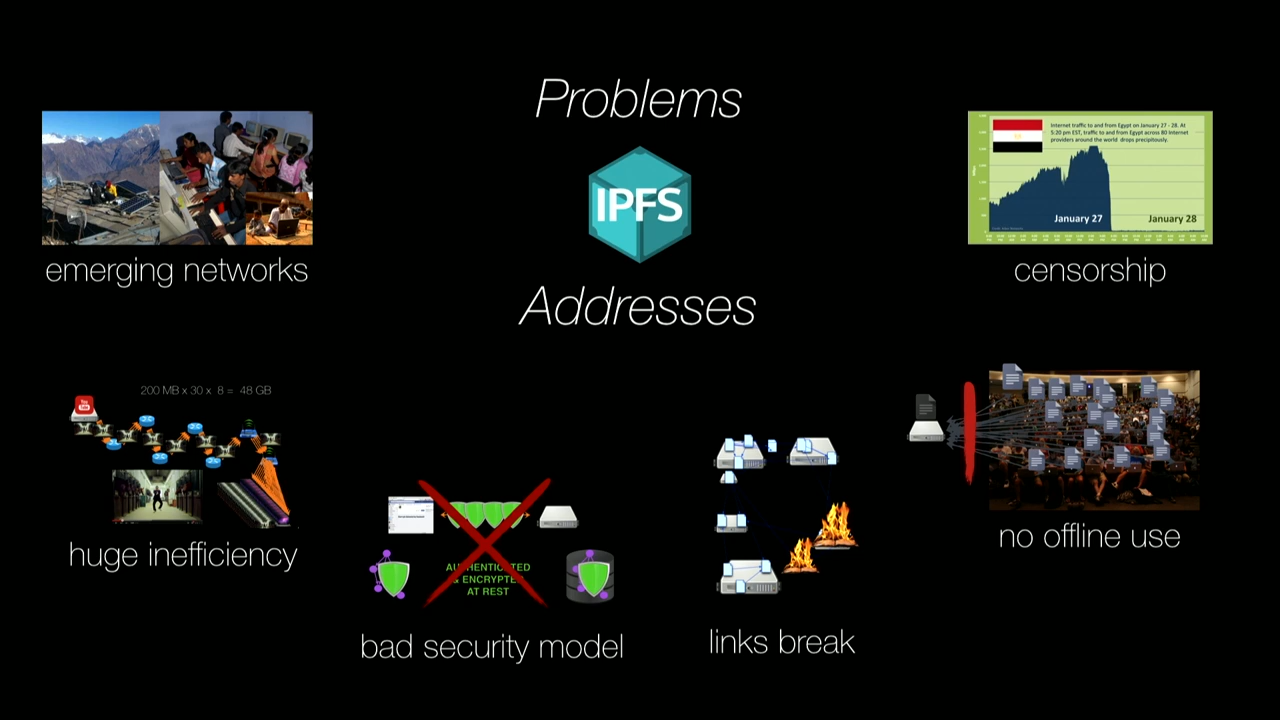 Problems
IPFS
Addresses
emerging networks
Internet traffic to and from Egypt on January 27 - 28. At
5:20 pm EST, traffic to and from Egypt across 80 Internet
providers around the world drops precipitously.
January 27
January 28
censorship
200 MB x 30 x 8 = 48 GB
huge inefficiency
AUTHENTICATED
& ENCRYPTED
AT REST
bad security model
links break
no offline use